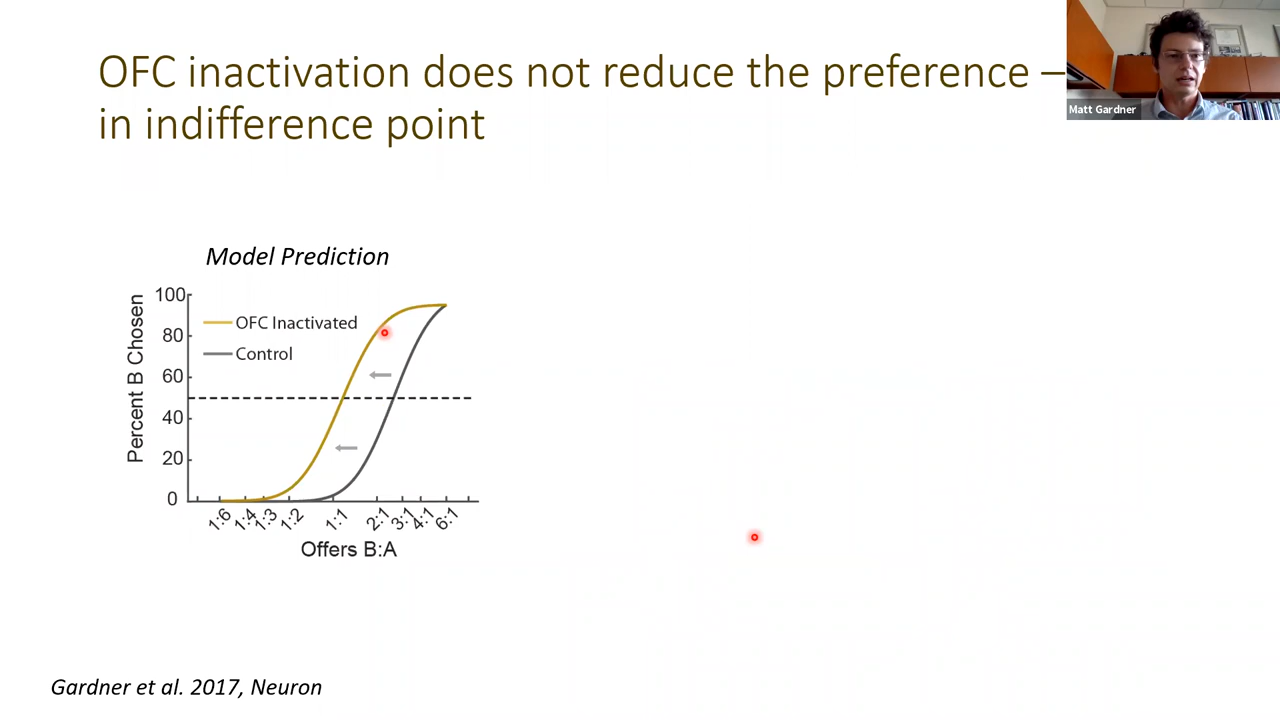 OFC inactivation does not reduce the preference –
in indifference point
Matt Gardner
Model Prediction
Percent B Chosen
100
80
60
40
20
0
OFC Inactivated
Control
1:6
1:4
1:3
1:2
1:1
2:1
3:1
4:1
6:1
Offers B:A
Gardner et al. 2017, Neuron